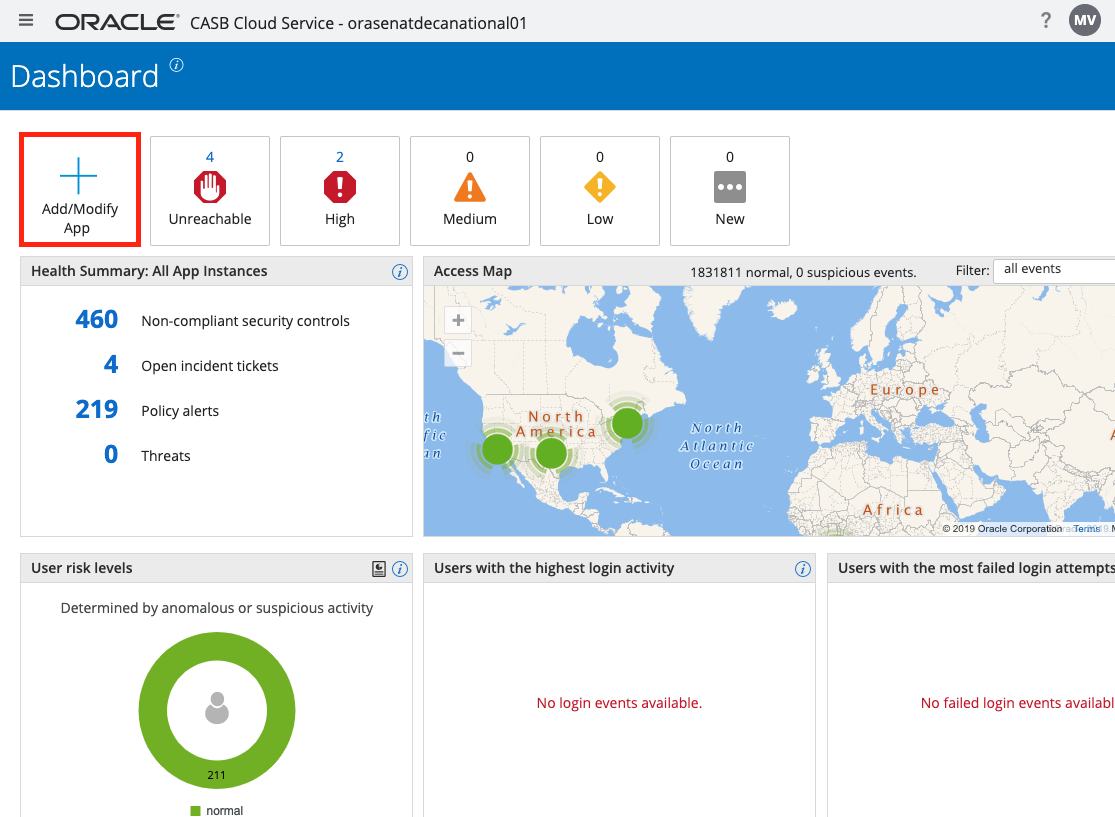 ORACLE® CASB Cloud Service - orasenatdecanational01
? MV
Dashboard i
4 2 0 0 0
Add/Modify
App
Unreachable High Medium Low New
Health Summary: All App Instances i
460 Non-compliant security controls
4 Open incident tickets
219 Policy alerts
0 Threats
Access Map 1831811 normal, 0 suspicious events. Filter: all events
+
−
North
America
North
Atlantic
Ocean
Europe
Africa
© 2019 Oracle Corporation Terms
User risk levels i
Determined by anomalous or suspicious activity
211
normal
Users with the highest login activity i
No login events available.
Users with the most failed login attempts
No failed login events availabl